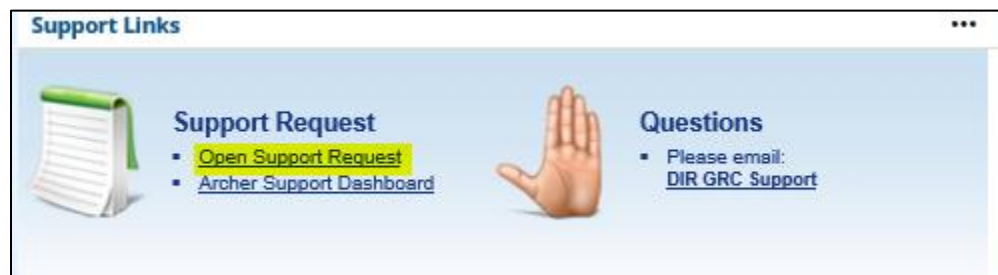 Support Links
Support Request
Open Support Request
Archer Support Dashboard
Questions
Please email:
DIR GRC Support